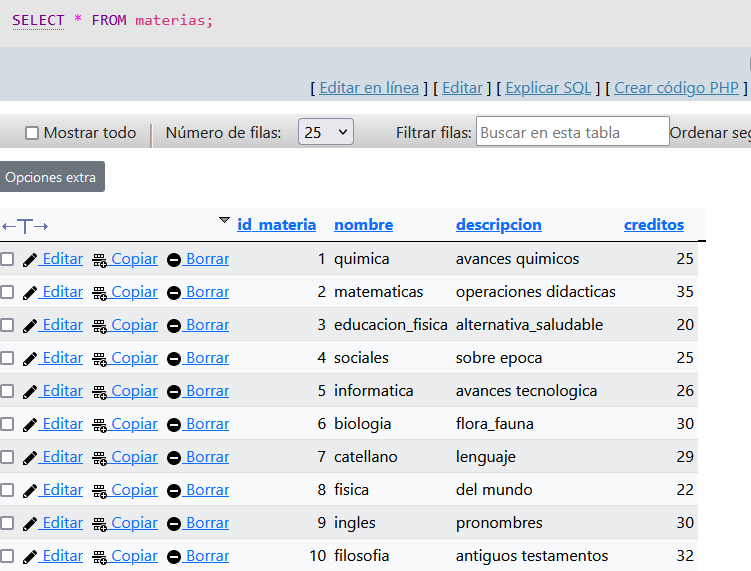 SELECT * FROM materias;
[ Editar en línea ] [ Editar ] [ Explicar SQL ] [ Crear código PHP ]
Mostrar todo Número de filas: 25 Filtrar filas: Buscar en esta tabla Ordenar seg
Opciones extra
←T→ id_materia nombre descripcion creditos
Editar Copiar Borrar 1 quimica avances quimicos 25
Editar Copiar Borrar 2 matematicas operaciones didacticas 35
Editar Copiar Borrar 3 educacion_fisica alternativa_saludable 20
Editar Copiar Borrar 4 sociales sobre epoca 25
Editar Copiar Borrar 5 informatica avances tecnologica 26
Editar Copiar Borrar 6 biologia flora_fauna 30
Editar Copiar Borrar 7 catellano lenguaje 29
Editar Copiar Borrar 8 fisica del mundo 22
Editar Copiar Borrar 9 ingles pronombres 30
Editar Copiar Borrar 10 filosofia antiguos testamentos 32